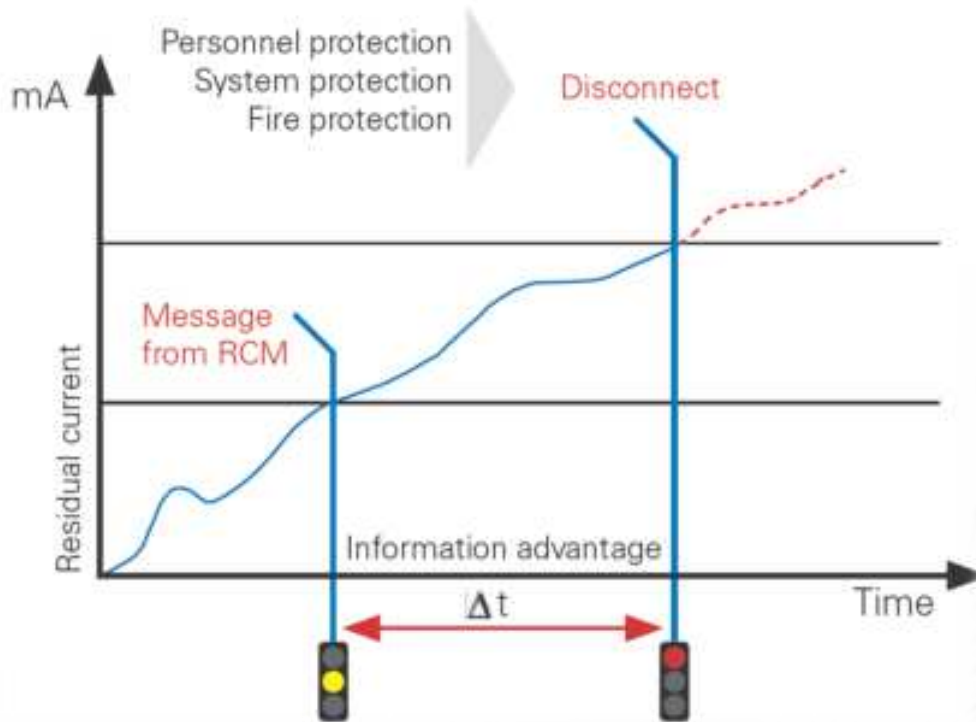 Personnel protection
System protection
Fire protection
mA
Disconnect
Message
from RCM
Residual current
Information advantage
Time
Δt